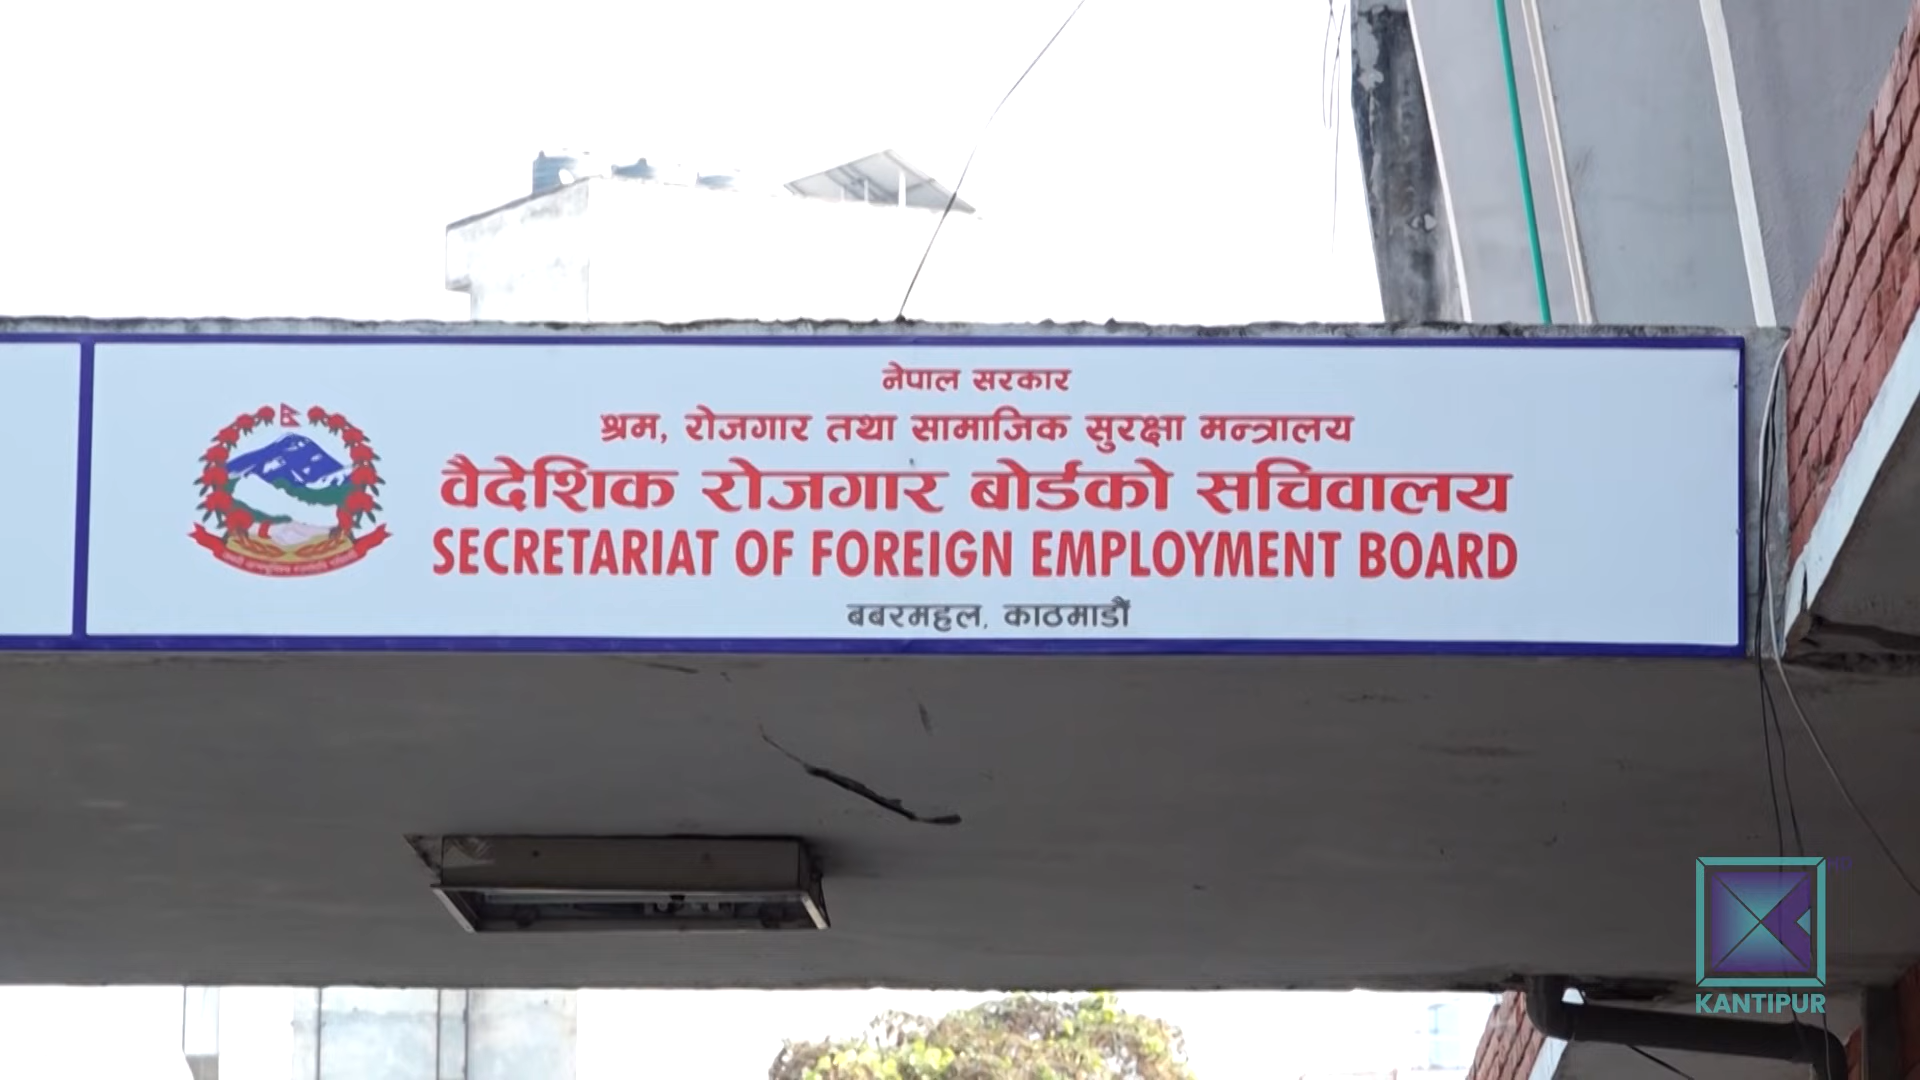 नेपाल सरकार
श्रम, रोजगार तथा सामाजिक सुरक्षा मन्त्रालय
वैदेशिक रोजगार बोर्डको सचिवालय
SECRETARIAT OF FOREIGN EMPLOYMENT BOARD
बबरमहल, काठमाडौं
KANTIPUR